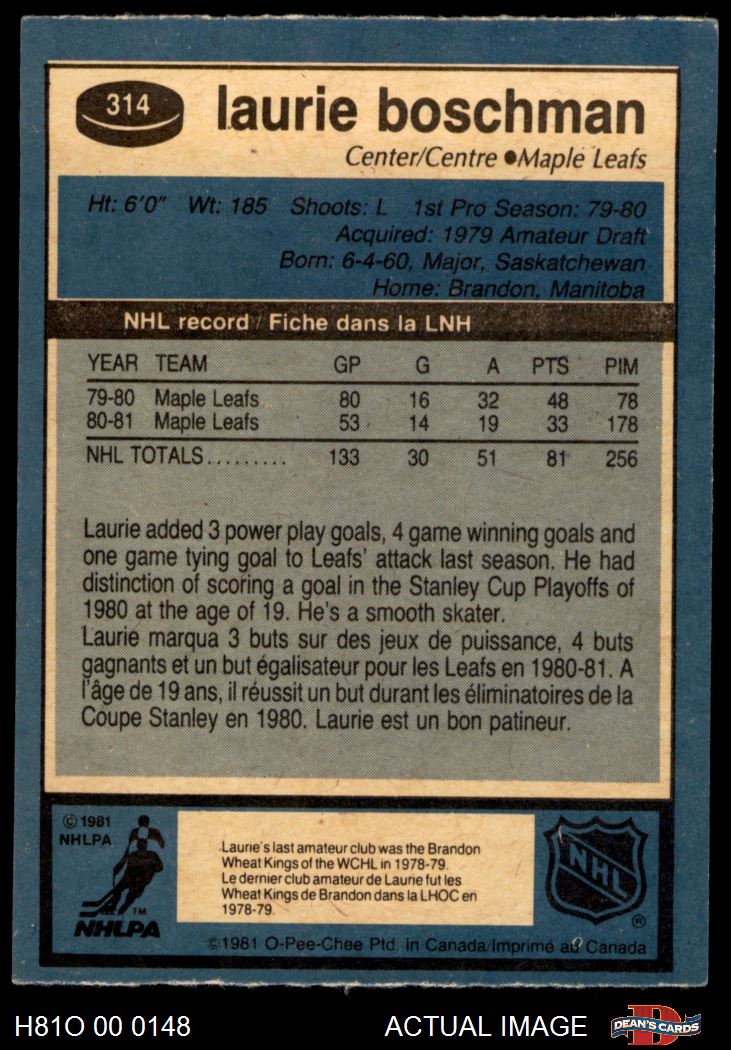 314
laurie boschman
Center/Centre ●Maple Leafs
Ht: 6'0" Wt: 185 Shoots: L 1st Pro Season: 79-80
Acquired: 1979 Amateur Draft
Born: 6-4-60, Major, Saskatchewan
Home: Brandon, Manitoba
NHL record / Fiche dans la LNH
YEAR TEAM GP G A PTS PIM
79-80 Maple Leafs 80 16 32 48 78
80-81 Maple Leafs 53 14 19 33 178
NHL TOTALS......... 133 30 51 81 256
Laurie added 3 power play goals, 4 game winning goals and
one game tying goal to Leafs' attack last season. He had
distinction of scoring a goal in the Stanley Cup Playoffs of
1980 at the age of 19. He's a smooth skater.
Laurie marqua 3 buts sur des jeux de puissance, 4 buts
gagnants et un but égalisateur pour les Leafs en 1980-81. A
l'âge de 19 ans, il réussit un but durant les éliminatoires de la
Coupe Stanley en 1980. Laurie est un bon patineur.
© 1981
NHLPA
TM
NHLPA
Laurie's last amateur club was the Brandon
Wheat Kings of the WCHL in 1978-79.
Le dernier club amateur de Laurie fut les
Wheat Kings de Brandon dans la LHOC en
1978-79.
NHL
®
©1981 O-Pee-Chee Ptd. in Canada/Imprimé au Canada
H81O 00 0148
ACTUAL IMAGE
D
DEAN'S CARDS